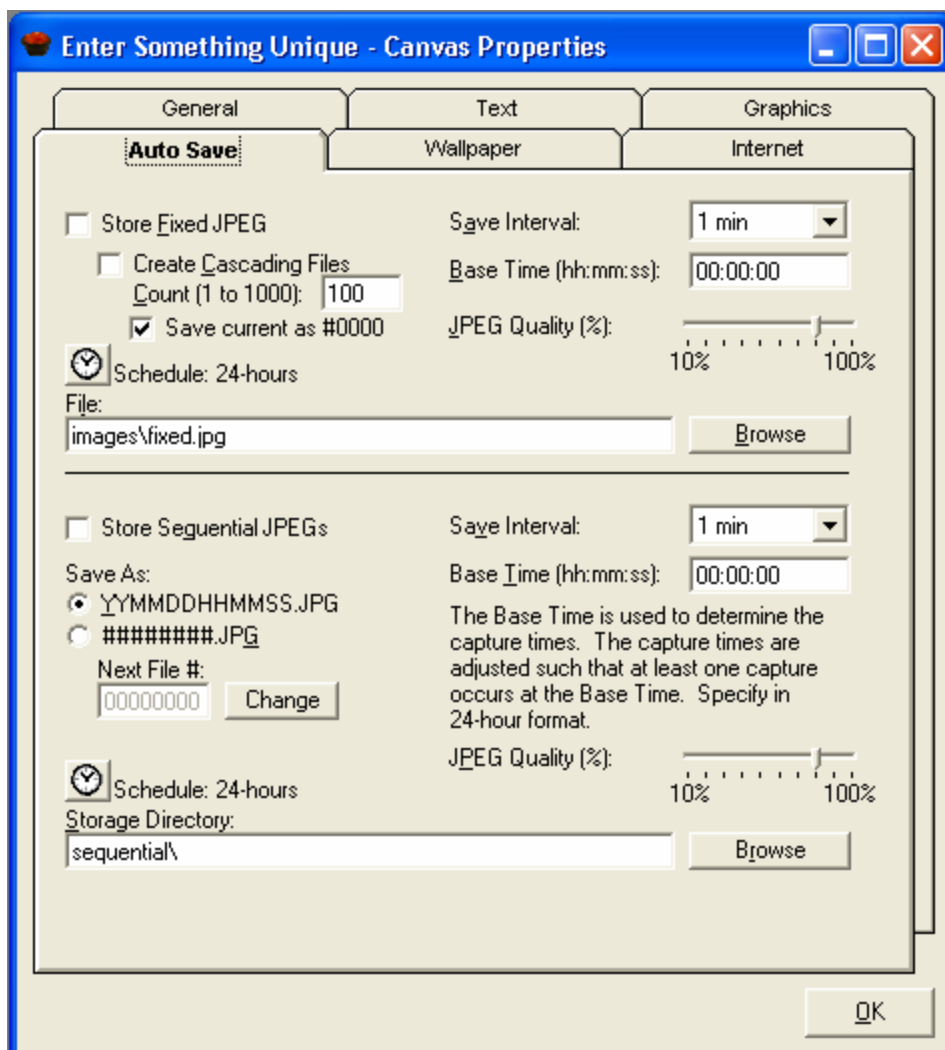 Enter Something Unique - Canvas Properties
General Text Graphics
Auto Save Wallpaper Internet
Store Fixed JPEG
Create Cascading Files
Count (1 to 1000): 100
Save current as #0000
Schedule: 24-hours
Save Interval: 1 min
Base Time (hh:mm:ss): 00:00:00
JPEG Quality (%):
10% 100%
File:
images\fixed.jpg Browse
Store Sequential JPEGs
Save As:
YYMMDDHHMMSS.JPG
########.JPG
Next File #:
00000000 Change
Save Interval: 1 min
Base Time (hh:mm:ss): 00:00:00
The Base Time is used to determine the
capture times. The capture times are
adjusted such that at least one capture
occurs at the Base Time. Specify in
24-hour format.
JPEG Quality (%):
10% 100%
Schedule: 24-hours
Storage Directory:
sequential\ Browse
OK